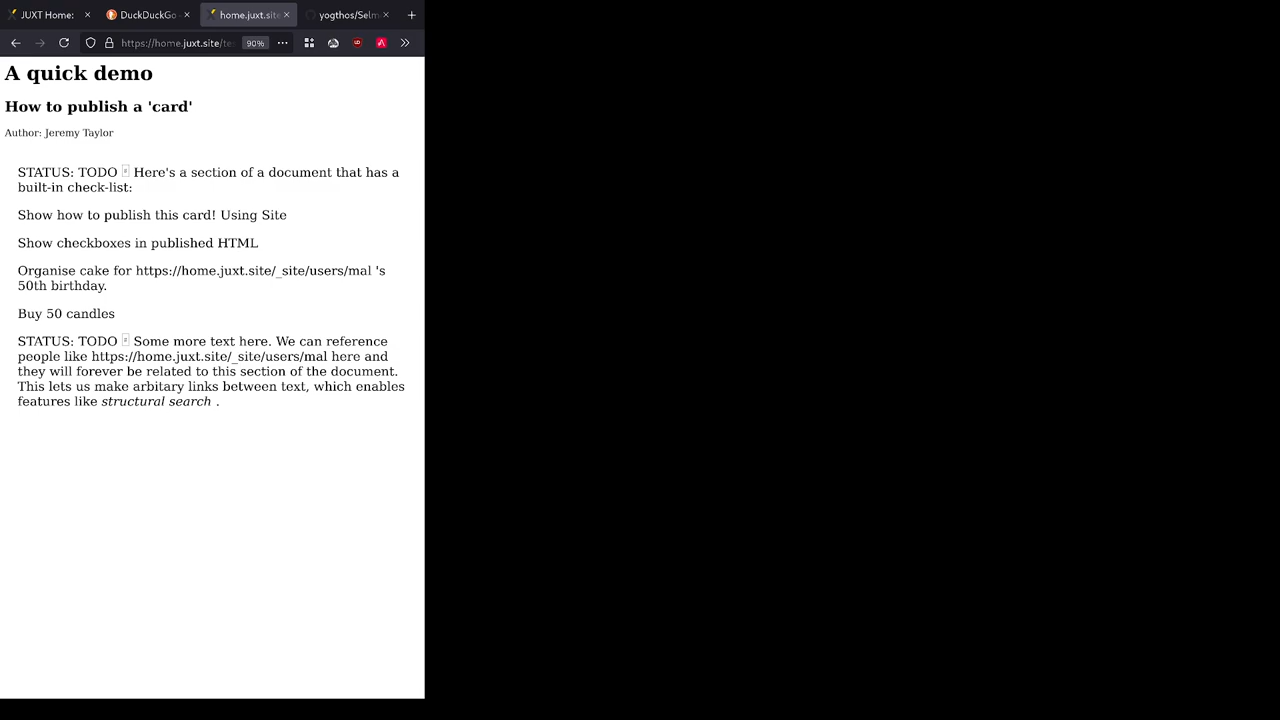 JUXT Home:
DuckDuckGo
home.juxt.site
yogthos/Selm
https://home.juxt.site/te
90%
A quick demo
How to publish a 'card'
Author: Jeremy Taylor
STATUS: TODO Here's a section of a document that has a
built-in check-list:
Show how to publish this card! Using Site
Show checkboxes in published HTML
Organise cake for https://home.juxt.site/_site/users/mal 's
50th birthday.
Buy 50 candles
STATUS: TODO Some more text here. We can reference
people like https://home.juxt.site/_site/users/mal here and
they will forever be related to this section of the document.
This lets us make arbitary links between text, which enables
features like structural search .